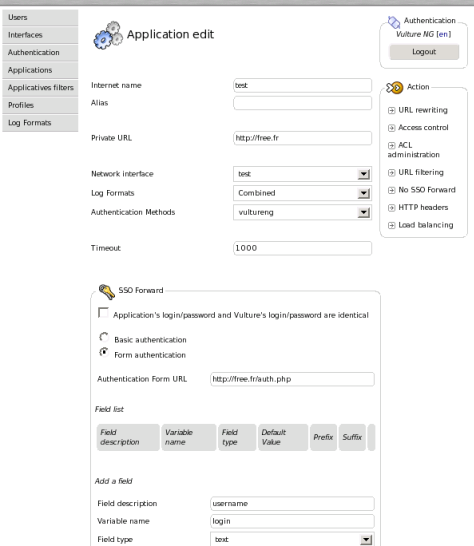 Users
Interfaces
Authentication
Applications
Applicatives filters
Profiles
Log Formats
Application edit
Internet name
test
Alias
Private URL
http://free.fr
Network interface
test
Log Formats
Combined
Authentication Methods
vultureng
Timeout
1000
SSO Forward
Application's login/password and Vulture's login/password are identical
Basic authentication
Form authentication
Authentication Form URL
http://free.fr/auth.php
Field list
Field description
Variable name
Field type
Default Value
Prefix
Suffix
Add a field
Field description
username
Variable name
login
Field type
text
Authentication
Vulture NG [en]
Logout
Action
URL rewriting
Access control
ACL
administration
URL filtering
No SSO Forward
HTTP headers
Load balancing